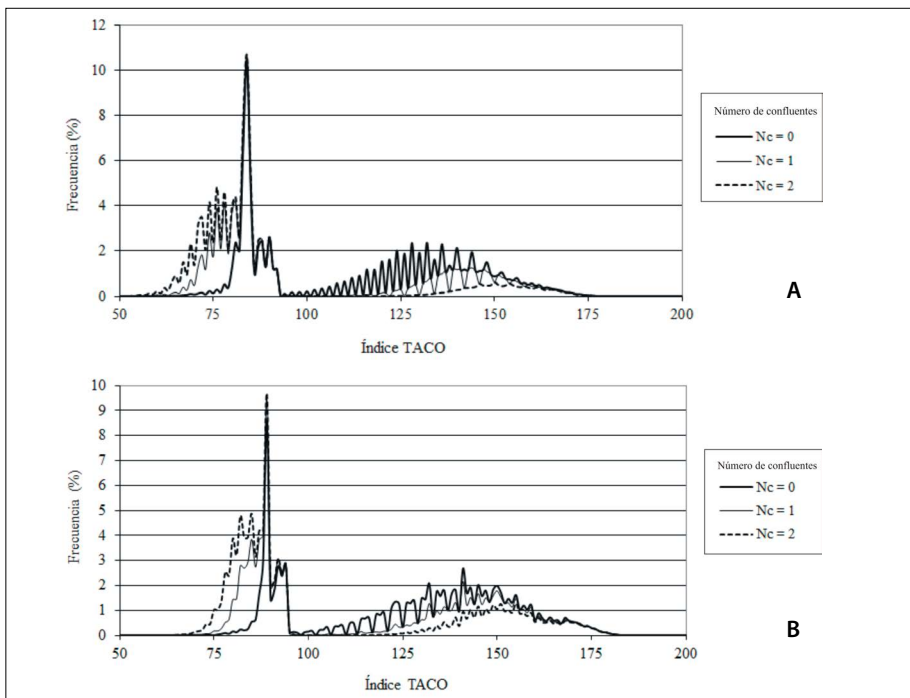 12
10
8
6
4
2
0
Frecuencia (%)
50 75 100 125 150 175 200
Índice TACO
Número de confluentes
Nc = 0
Nc = 1
Nc = 2
A
10
9
8
7
6
5
4
3
2
1
0
Frecuencia (%)
50 75 100 125 150 175 200
Índice TACO
Número de confluentes
Nc = 0
Nc = 1
Nc = 2
B